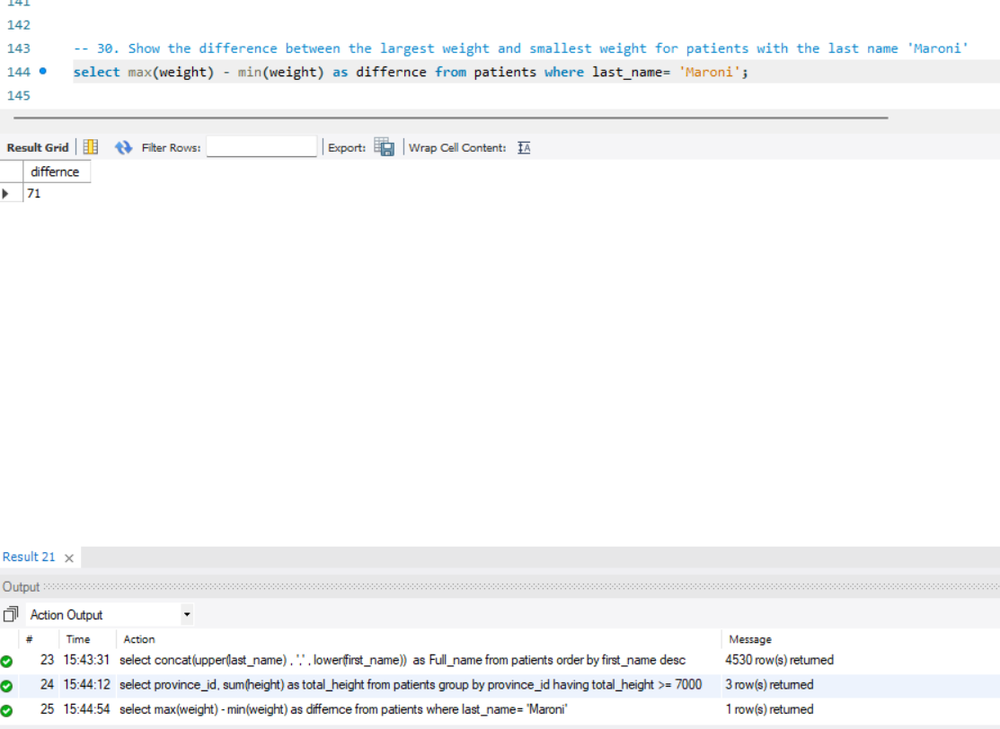 141
142
143 -- 30. Show the difference between the largest weight and smallest weight for patients with the last name 'Maroni'
144 select max(weight) - min(weight) as differnce from patients where last_name= 'Maroni';
145
Result Grid Filter Rows: Export: Wrap Cell Content: IA
differnce
71
Result 21 ×
Output
Action Output
# Time Action Message
23 15:43:31 select concat(upper(last_name) , ',' , lower(first_name)) as Full_name from patients order by first_name desc 4530 row(s) returned
24 15:44:12 select province_id, sum(height) as total_height from patients group by province_id having total_height >= 7000 3 row(s) returned
25 15:44:54 select max(weight) - min(weight) as differnce from patients where last_name= 'Maroni' 1 row(s) returned